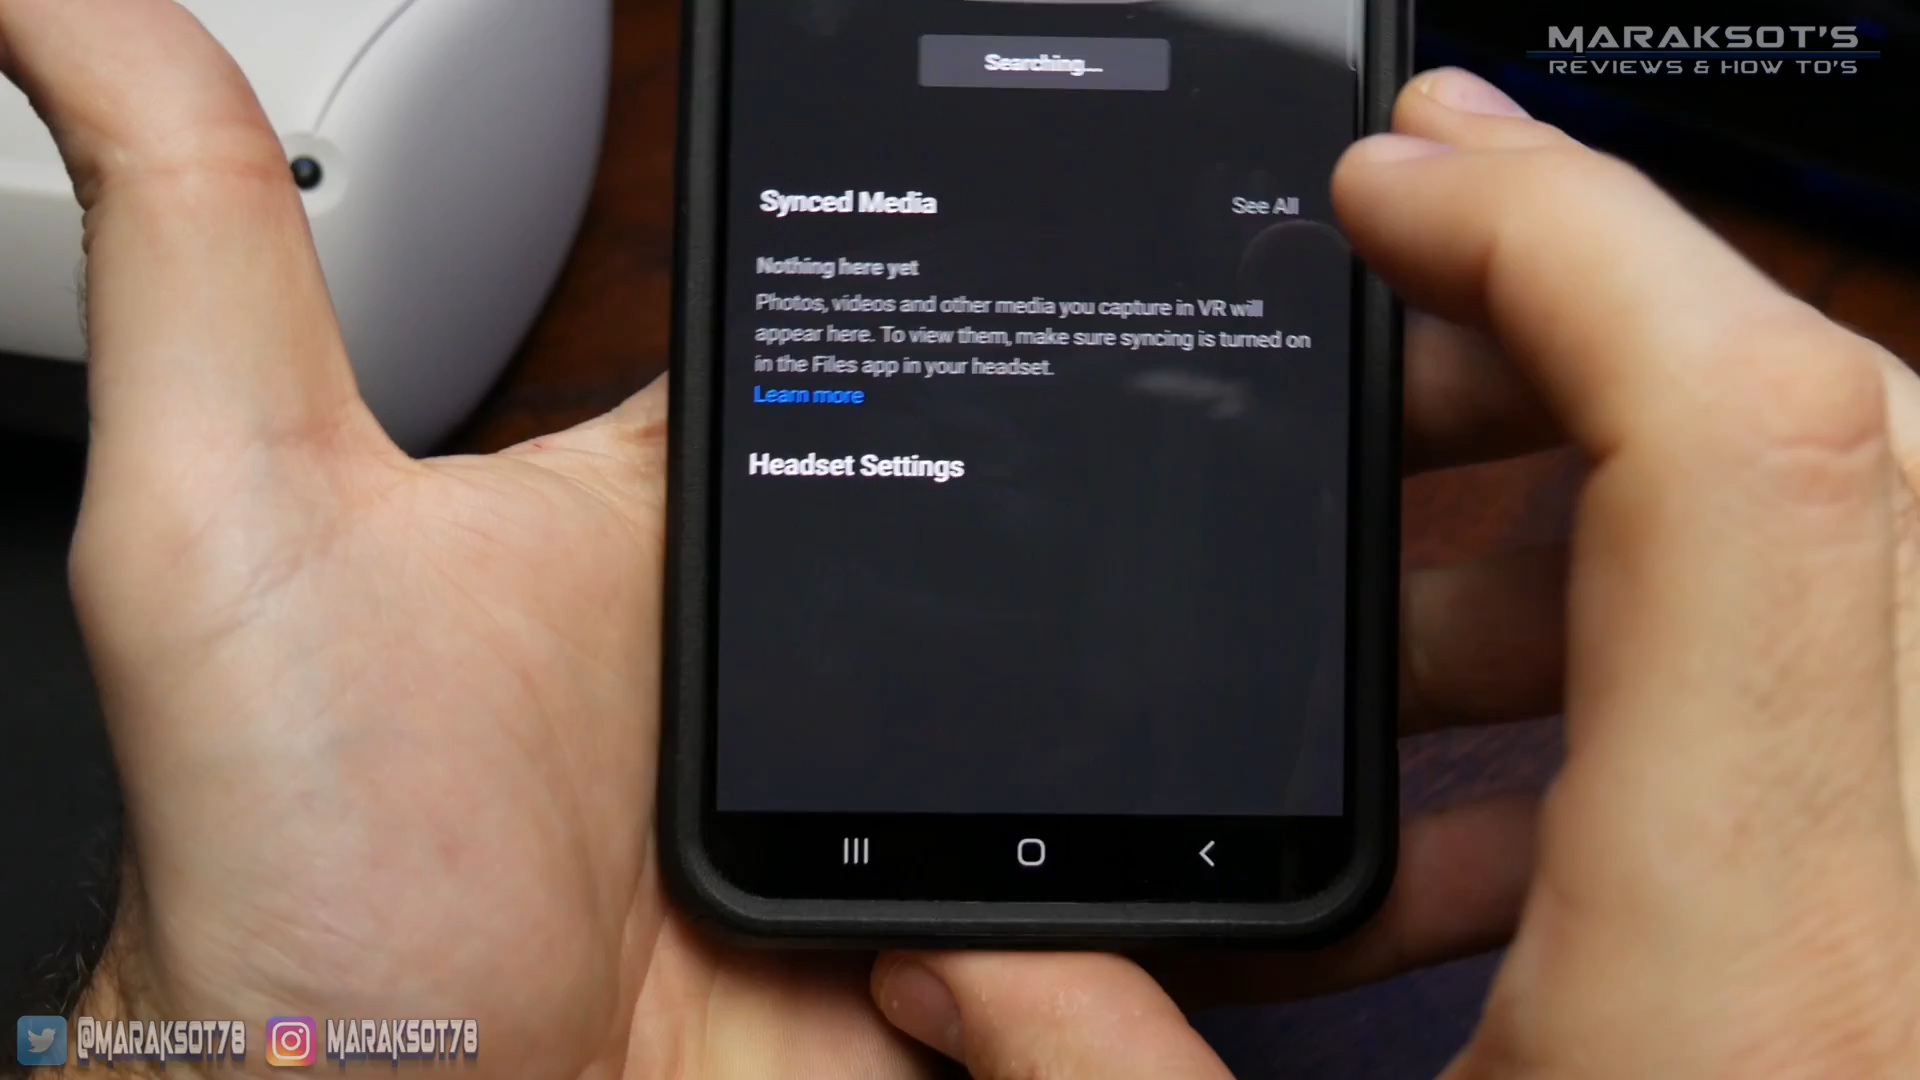 MARAKSOT'S
REVIEWS & HOW TO'S
Searching...
Synced Media
See All
Nothing here yet
Photos, videos and other media you capture in VR will
appear here. To view them, make sure syncing is turned on
in the Files app in your headset.
Learn more
Headset Settings
@MARAKSOT78
MARAKSOT78